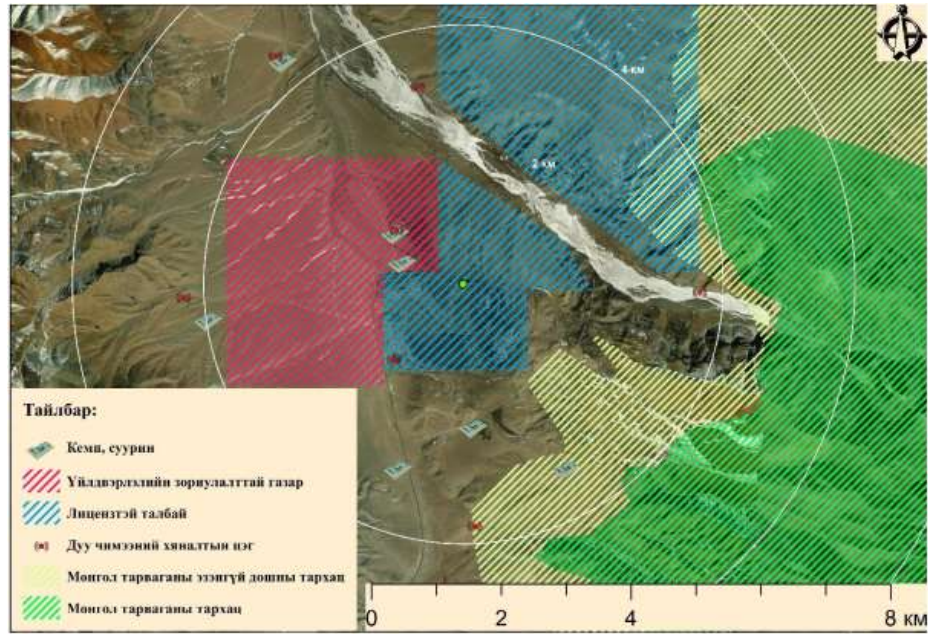 4-км
2-км
Тайлбар:
Кемп, суурин
Үйлдвэрлэлийн зориулалттай газар
Лицензтэй талбай
Дуу чимээний хяналтын цэг
Монгол тарваганы эзэнгүй дошны тархац
Монгол тарваганы тархац
0 2 4 8 км